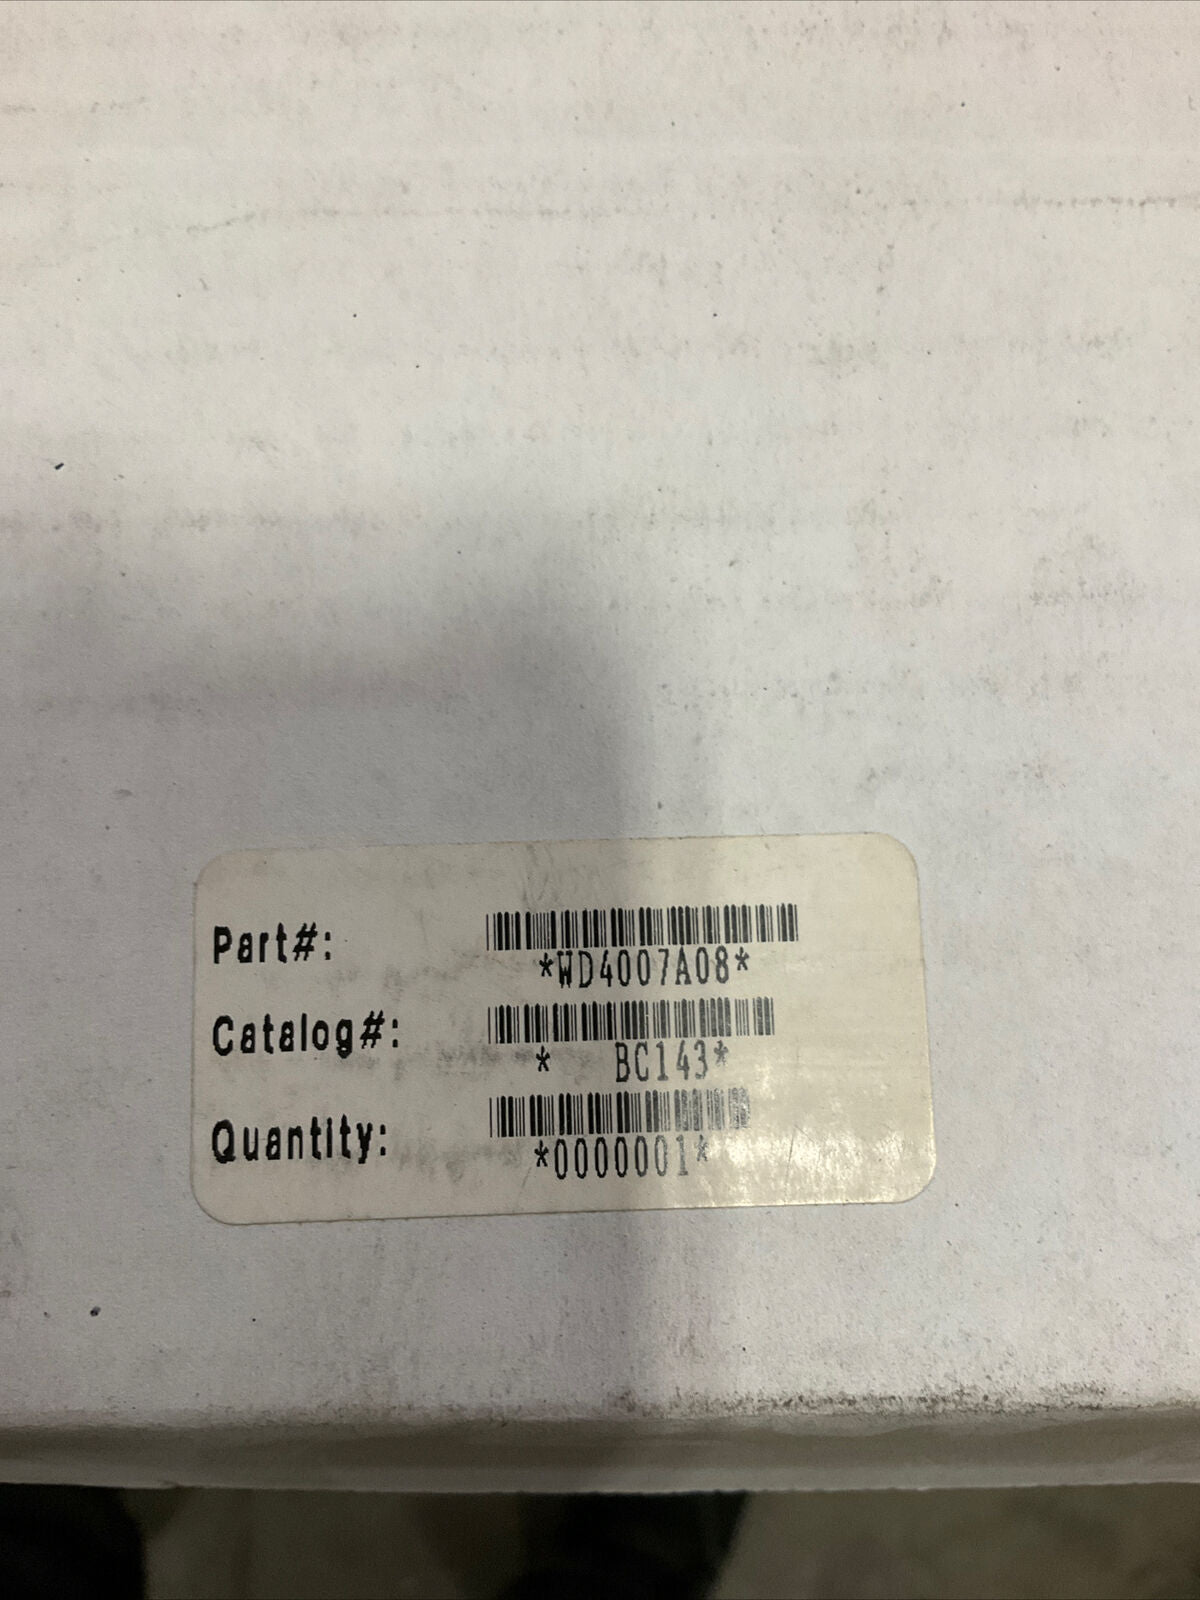 Part#:
*WD4007A08*
Catalog#:
* BC143*
Quantity:
*0000001*